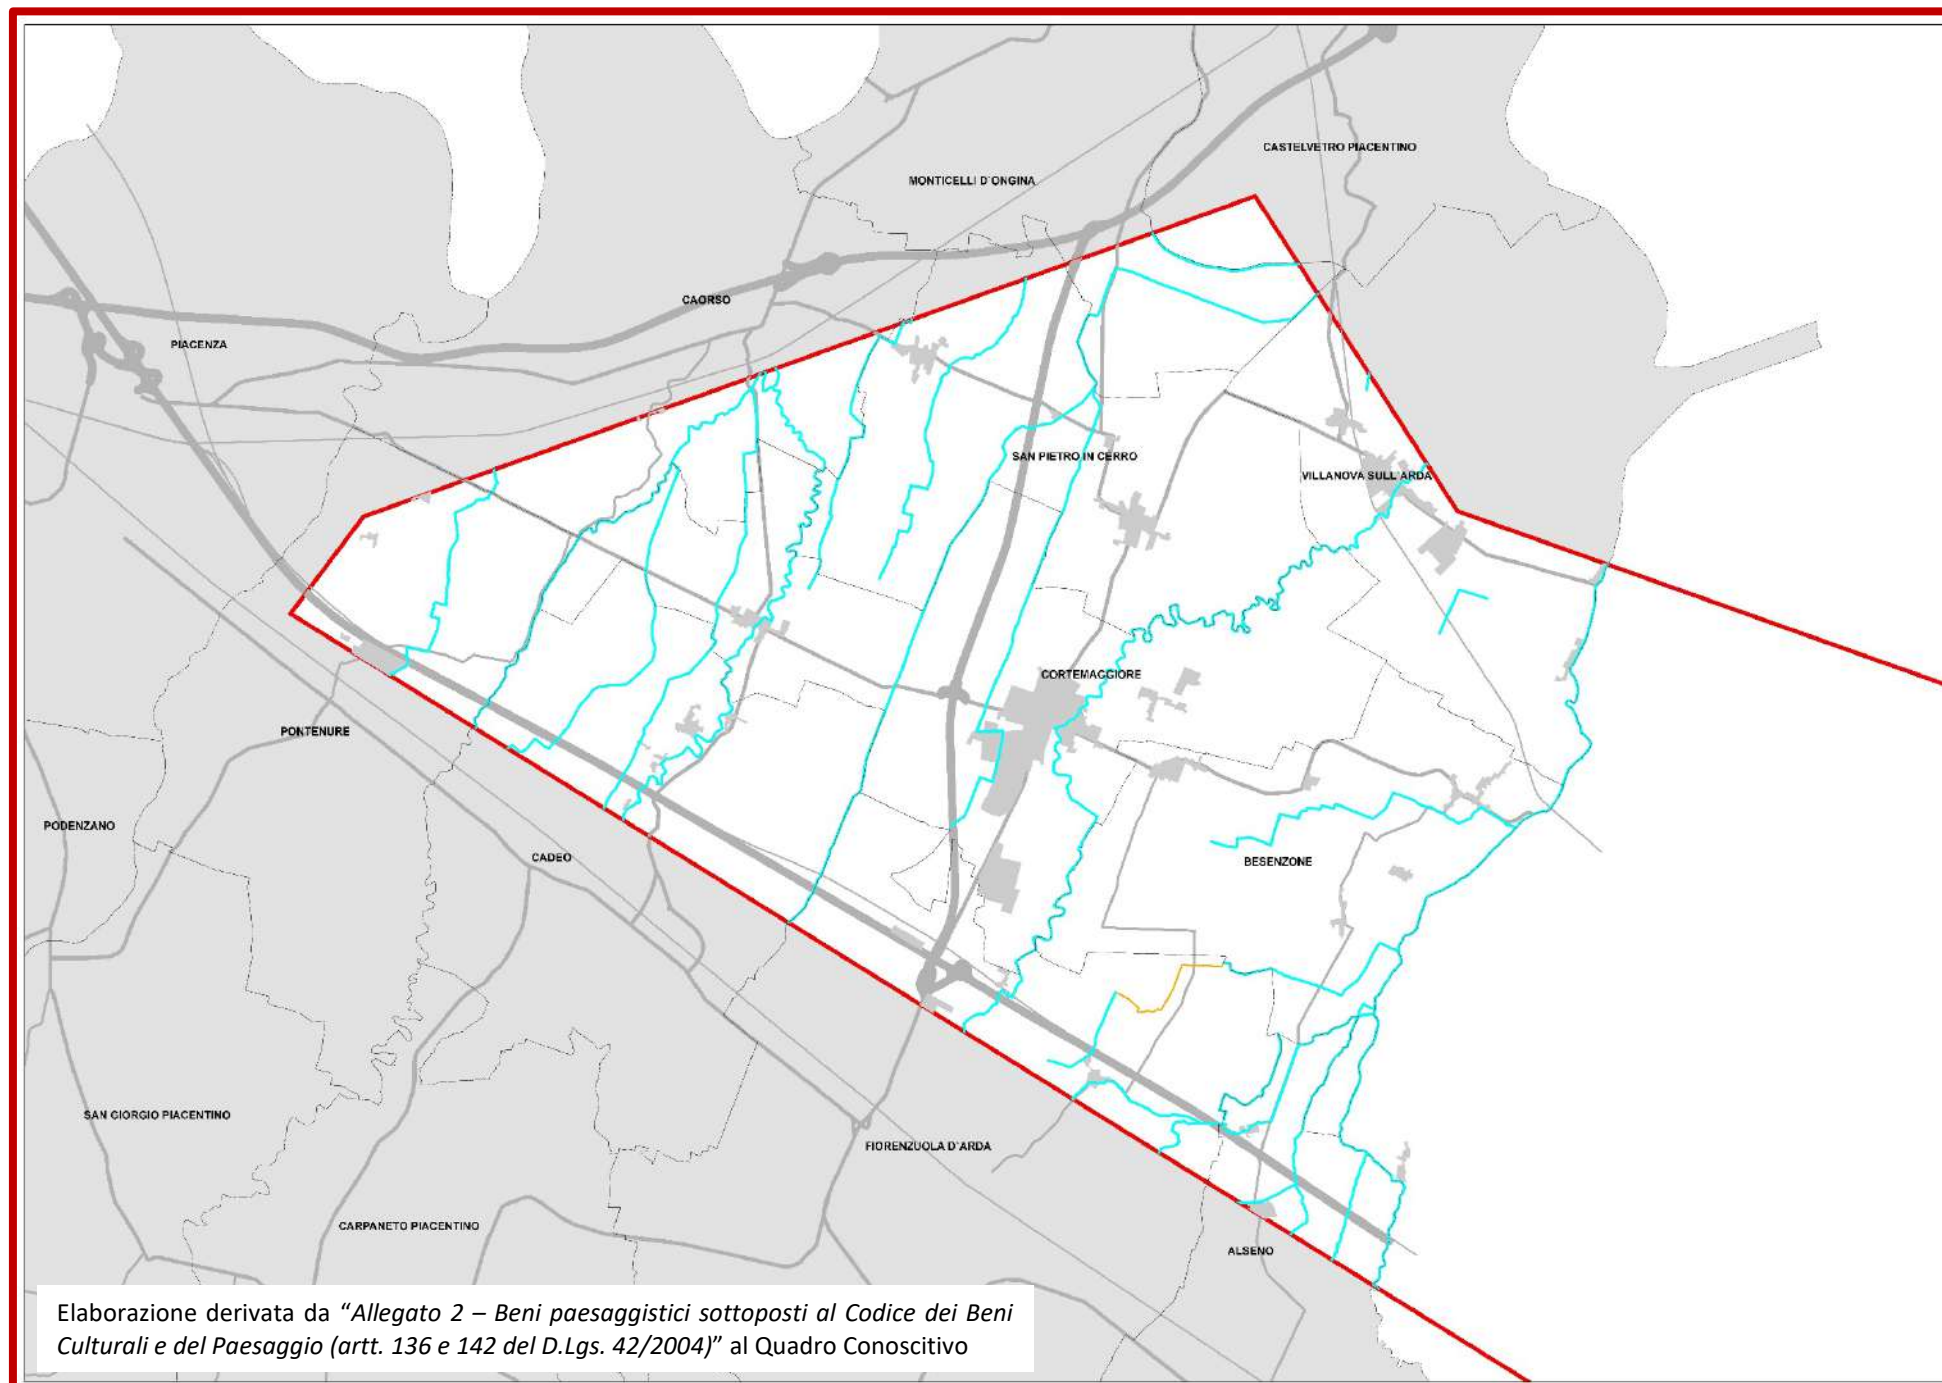 CASTELVETRO PIACENTINO
MONTICELLI D'ONGINA
CAORSO
PIACENZA
SAN PIETRO IN CERRO
VILLANOVA SULL'ARDA
CORTEMAGGIORE
PONTENURE
PODENZANO
CADEO
BESENZONE
SAN GIORGIO PIACENTINO
FIORENZUOLA D'ARDA
CARPANETO PIACENTINO
ALSENO
Elaborazione derivata da “Allegato 2 – Beni paesaggistici sottoposti al Codice dei Beni
Culturali e del Paesaggio (artt. 136 e 142 del D.Lgs. 42/2004)” al Quadro Conoscitivo